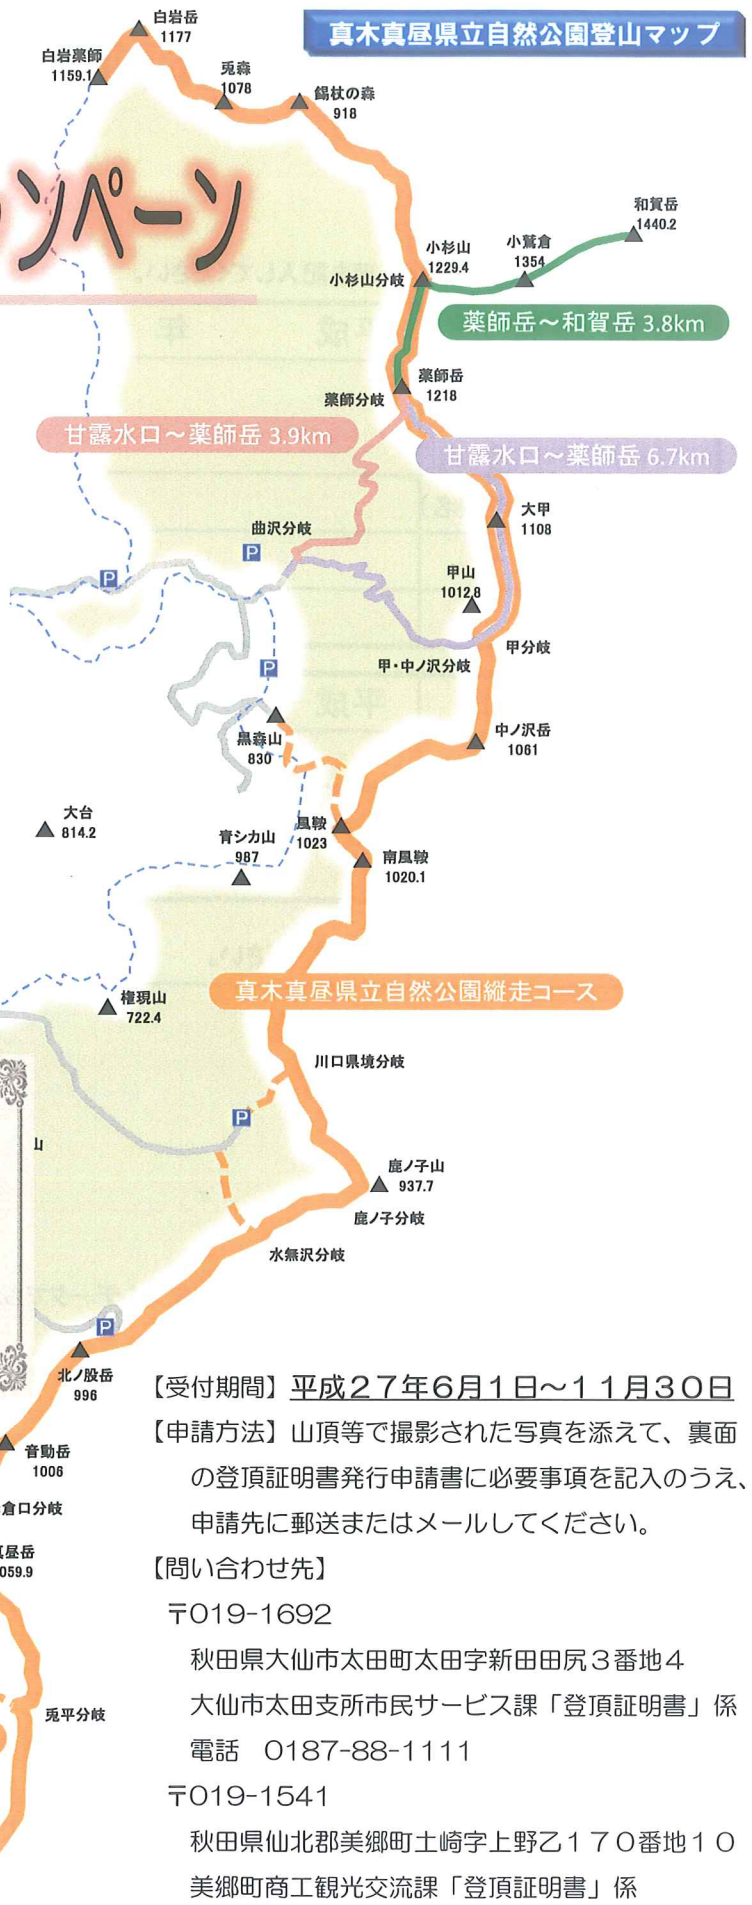 真木真昼県立自然公園登山マップ
白岩岳
1177
白岩薬師
1159.1
兎森
1078
錫杖の森
918
ンペーン
和賀岳
1440.2
小鷲倉
1354
小杉山
1229.4
小杉山分岐
薬師岳~和賀岳 3.8km
薬師岳
1218
薬師分岐
甘露水口~薬師岳 3.9km
甘露水口~薬師岳 6.7km
大甲
1108
曲沢分岐
P
P
甲山
1012.8
甲分岐
甲・中ノ沢分岐
P
黒森山
830
中ノ沢岳
1061
大台
814.2
風鞍
1023
青シカ山
987
南風鞍
1020.1
真木真昼県立自然公園縦走コース
権現山
722.4
川口県境分岐
P
山
鹿ノ子山
937.7
鹿ノ子分岐
水無沢分岐
P
北ノ股岳
996
音動岳
1006
倉口分岐
昼岳
059.9
兎平分岐
【受付期間】平成27年6月1日~11月30日
【申請方法】山頂等で撮影された写真を添えて、裏面
の登頂証明書発行申請書に必要事項を記入のうえ、
申請先に郵送またはメールしてください。
【問い合わせ先】
〒019-1692
秋田県大仙市太田町太田字新田田尻3番地4
大仙市太田支所市民サービス課「登頂証明書」係
電話 0187-88-1111
〒019-1541
秋田県仙北郡美郷町土崎字上野乙170番地10
美郷町商工観光交流課「登頂証明書」係